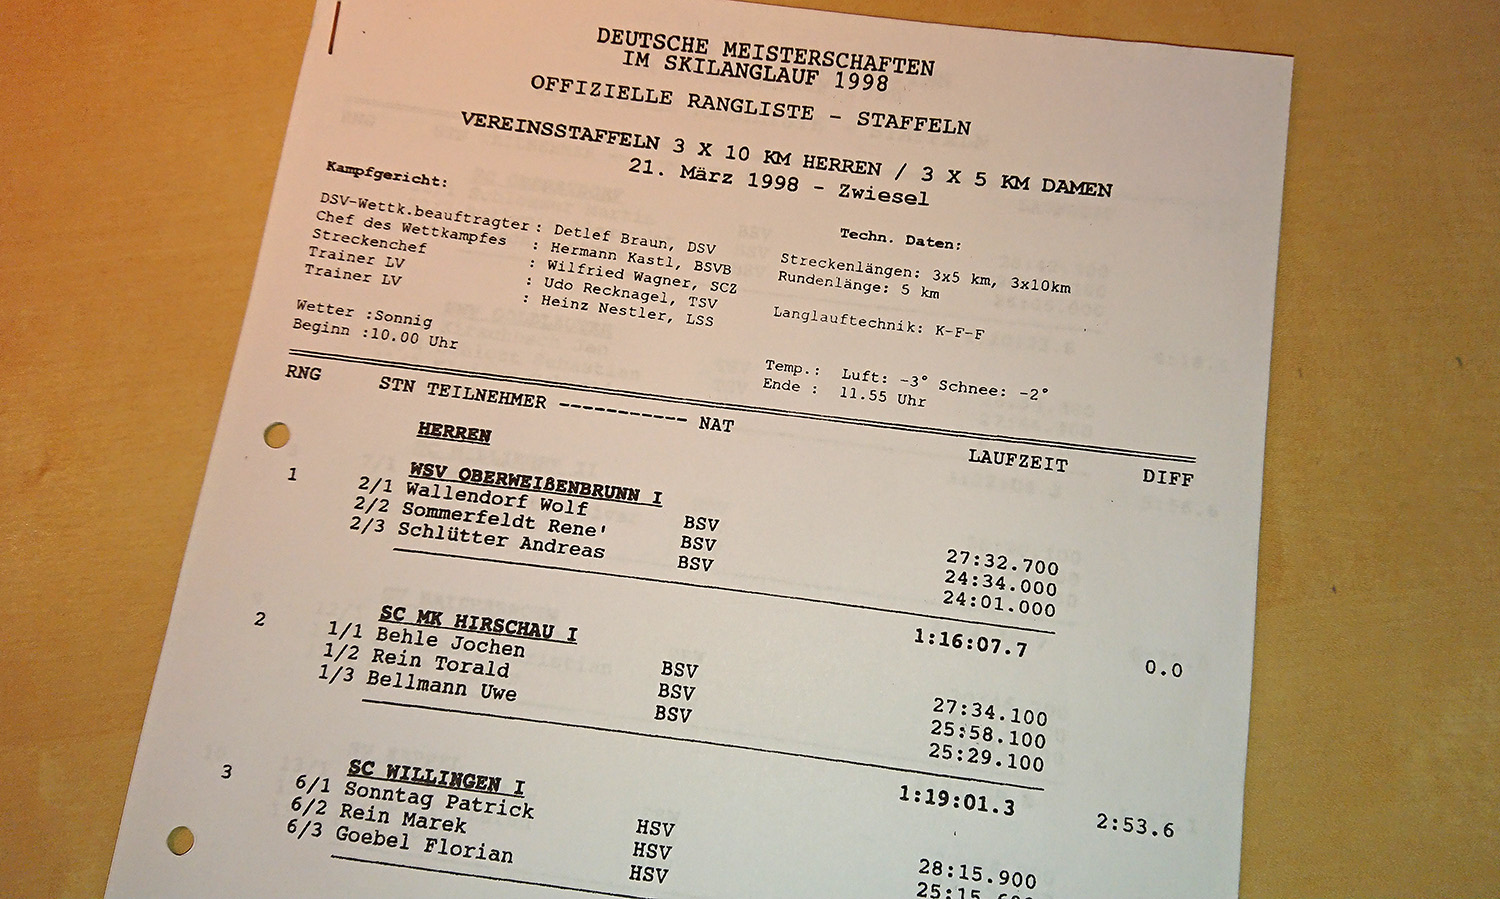 DEUTSCHE MEISTERSCHAFTEN
IM SKILANGLAUF 1998
OFFIZIELLE RANGLISTE - STAFFELN
VEREINSSTAFFELN 3 X 10 KM HERREN / 3 X 5 KM DAMEN
21. März 1998 - Zwiesel
Kampfgericht:
Techn. Daten:
DSV-Wettk.beauftragter : Detlef Braun, DSV
Chef des Wettkampfes : Hermann Kastl, BSVB
Streckenchef : Wilfried Wagner, SCZ
Trainer LV : Udo Recknagel, TSV
Trainer LV : Heinz Nestler, LSS
Streckenlängen: 3x5 km, 3x10km
Rundenlänge: 5 km
Langlauftechnik: K-F-F
Wetter :Sonnig
Beginn :10.00 Uhr
Temp.: Luft: -3° Schnee: -2°
Ende : 11.55 Uhr
RNG STN TEILNEHMER ----------- NAT LAUFZEIT DIFF
HERREN
1 WSV OBERWEIßENBRUNN I
2/1 Wallendorf Wolf BSV 27:32.700
2/2 Sommerfeldt Rene' BSV 24:34.000
2/3 Schlütter Andreas BSV 24:01.000
1:16:07.7 0.0
2 SC MK HIRSCHAU I
1/1 Behle Jochen BSV 27:34.100
1/2 Rein Torald BSV 25:58.100
1/3 Bellmann Uwe BSV 25:29.100
1:19:01.3 2:53.6
3 SC WILLINGEN I
6/1 Sonntag Patrick HSV 28:15.900
6/2 Rein Marek HSV
6/3 Goebel Florian HSV